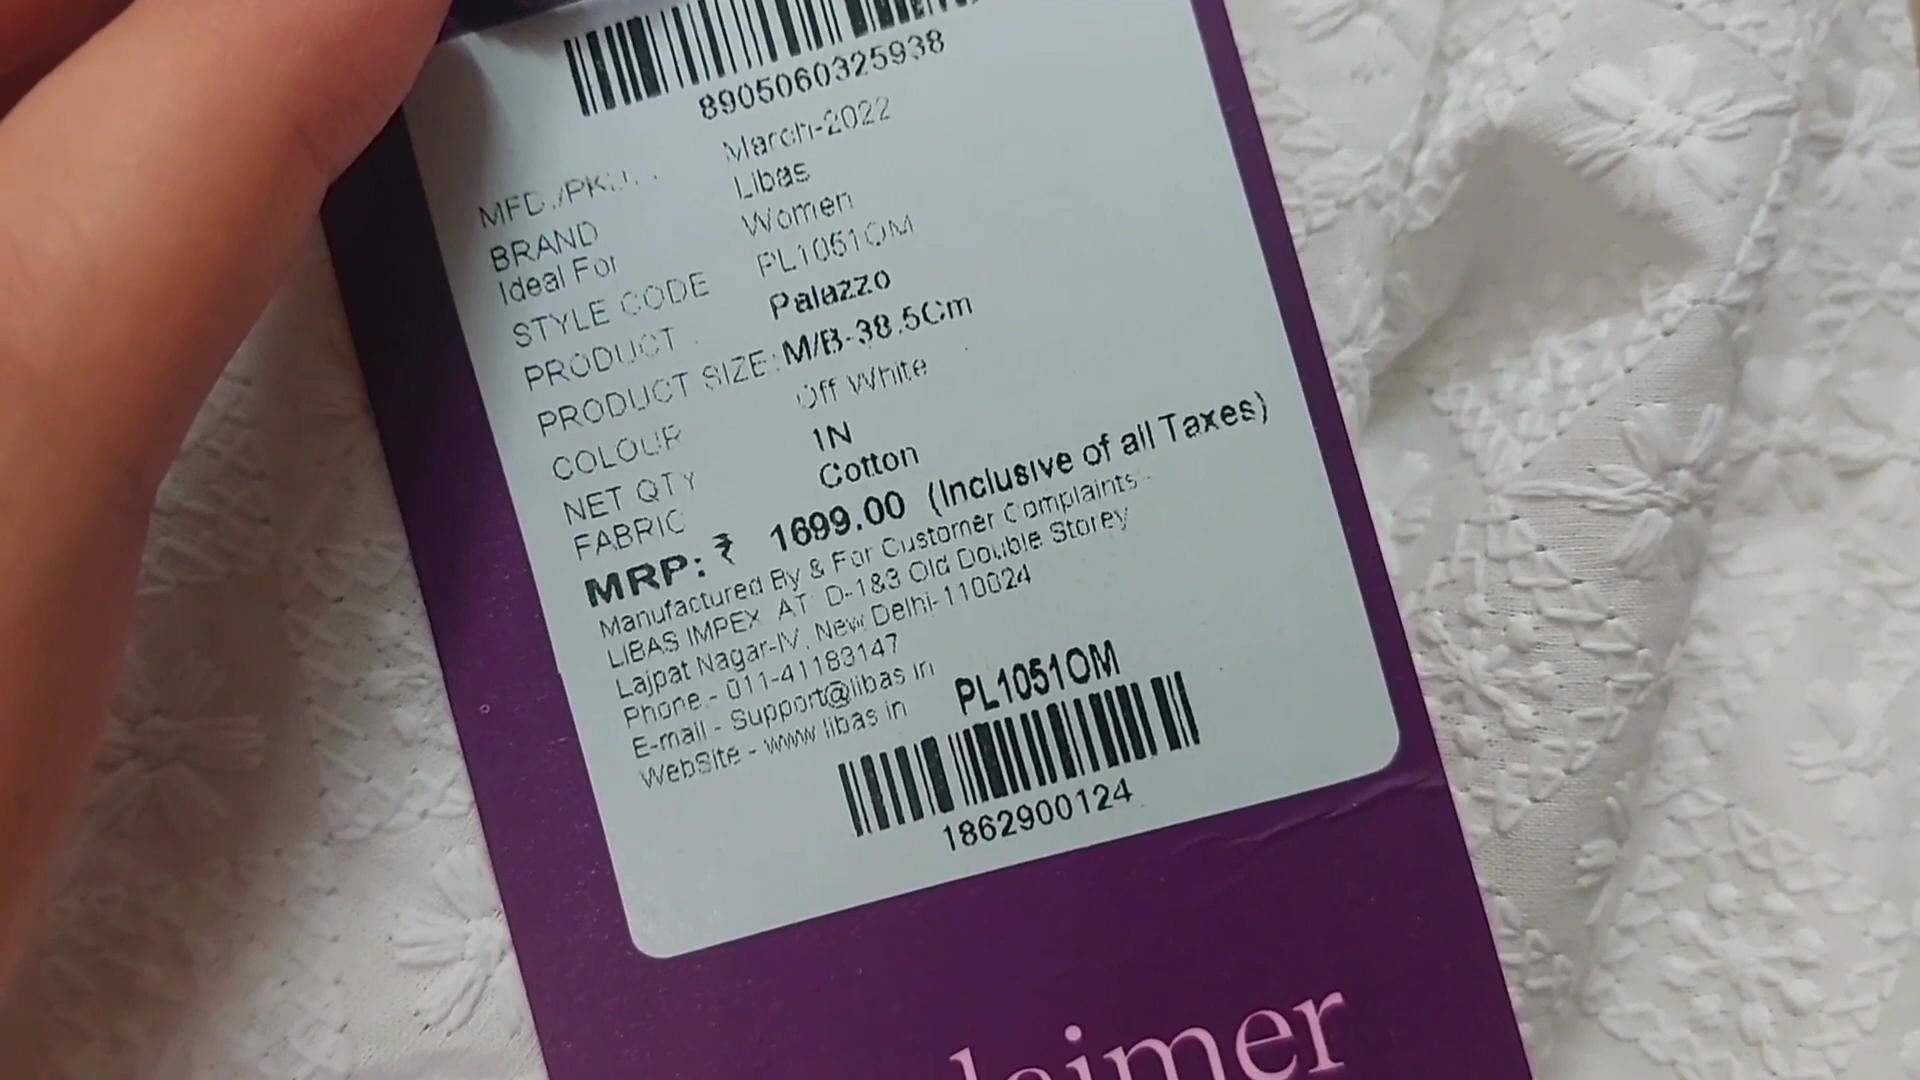 8905060325938
MFD./PKD. March-2022
BRAND Libas
Ideal For Women
STYLE CODE PL1051OM
PRODUCT Palazzo
PRODUCT SIZE: M/B-38.5Cm
COLOUR Off White
NET QTY 1N
FABRIC Cotton
MRP: ₹ 1699.00 (Inclusive of all Taxes)
Manufactured By & For Customer Complaints -
LIBAS IMPEX AT D-1&3 Old Double Storey
Lajpat Nagar-IV, New Delhi-110024
Phone - 011-41183147
E-mail - Support@libas in
WebSite - www libas in
PL1051OM
1862900124